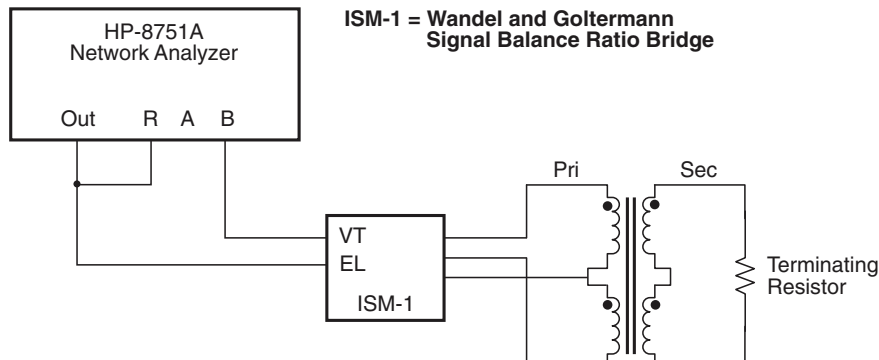 HP-8751A
Network Analyzer
Out R A B
ISM-1 = Wandel and Goltermann
Signal Balance Ratio Bridge
Pri Sec
VT
EL
ISM-1
Terminating
Resistor